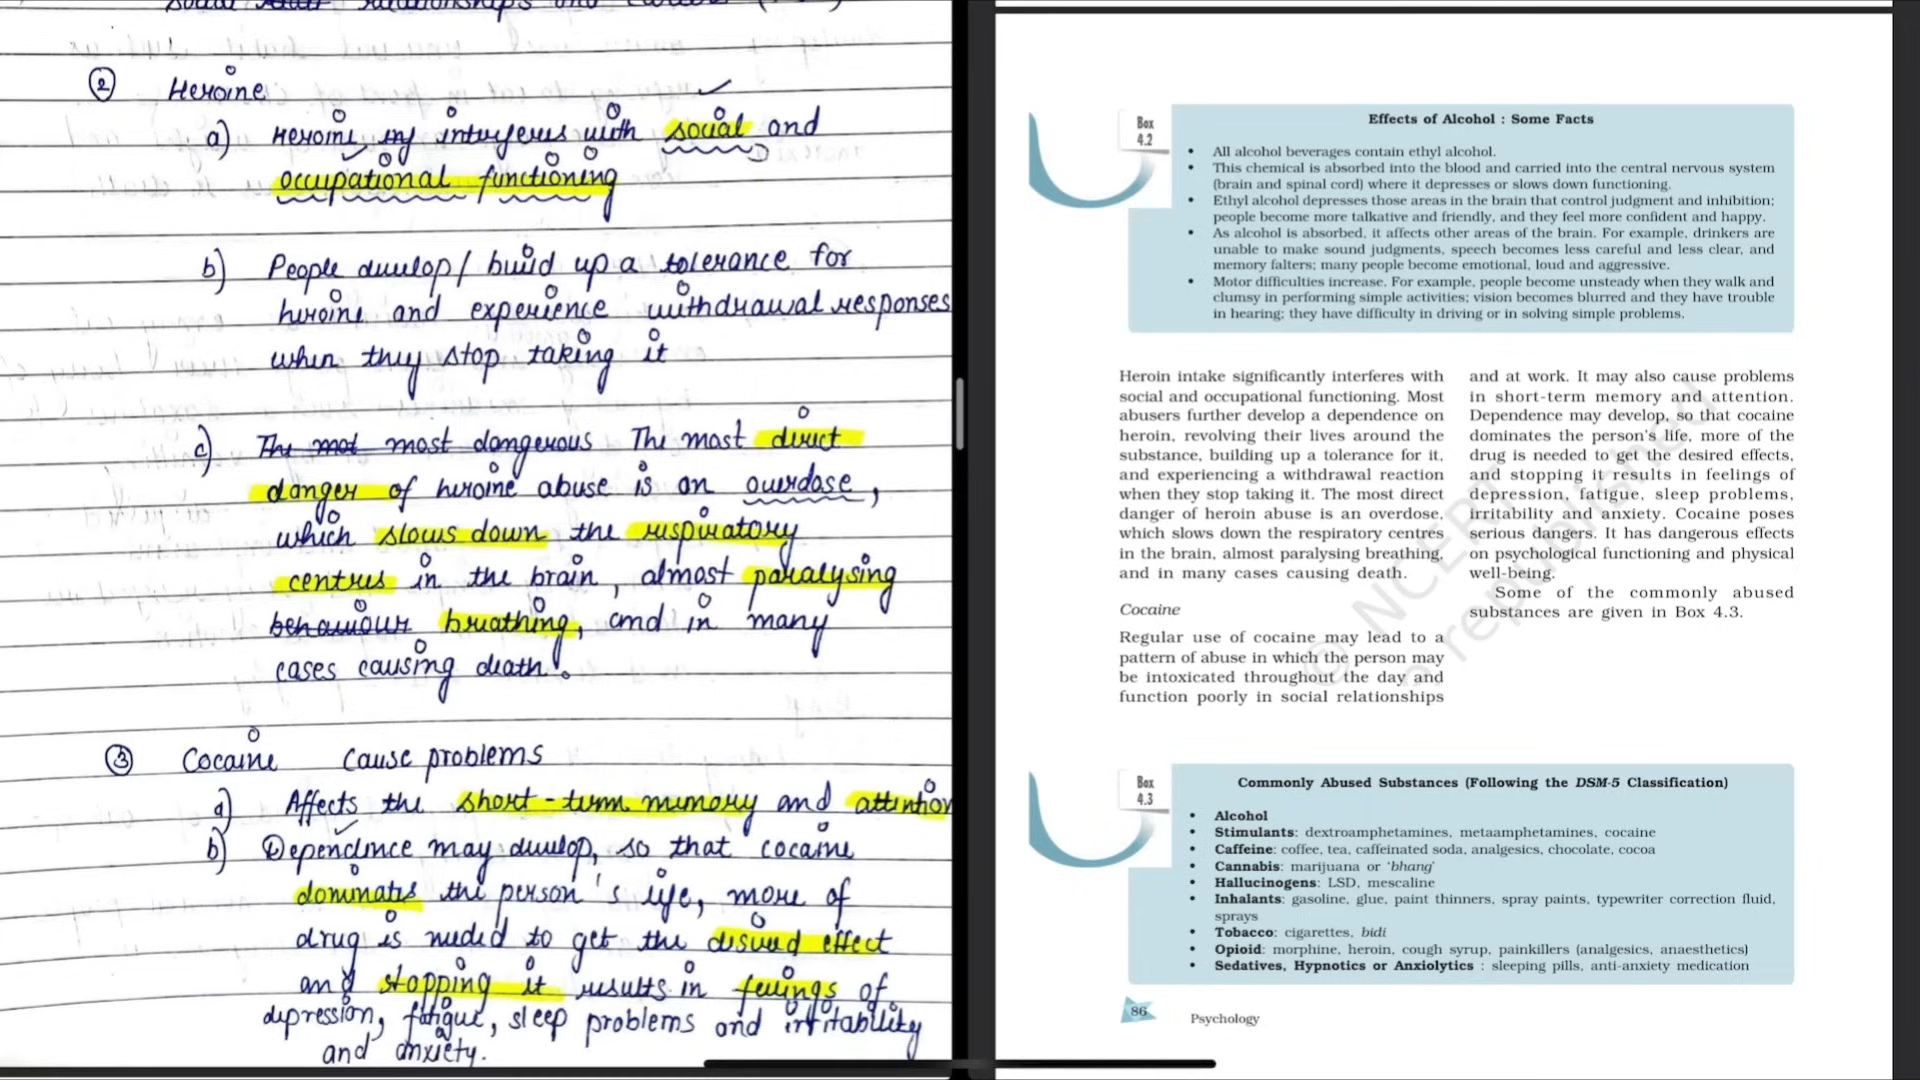 ② Heroine
a) Heroine interferes with social and
occupational functioning
b) People develop/ build up a tolerance for
heroine and experience withdrawal responses
when they stop taking it
c) The mot most dangerous The most direct
danger of heroine abuse is an overdose,
which slows down the respiratory
centres in the brain, almost paralysing
behaviour breathing, and in many
cases causing death.
③ Cocaine Cause problems
a) Affects the short-term memory and attention
b) Dependence may develop, so that cocaine
dominates the person's life, more of
drug is needed to get the desired effect
and stopping it results in feelings of
depression, fatigue, sleep problems and irritability
and anxiety.
Box
4.2
Effects of Alcohol : Some Facts
• All alcohol beverages contain ethyl alcohol.
• This chemical is absorbed into the blood and carried into the central nervous system
(brain and spinal cord) where it depresses or slows down functioning.
• Ethyl alcohol depresses those areas in the brain that control judgment and inhibition;
people become more talkative and friendly, and they feel more confident and happy.
• As alcohol is absorbed, it affects other areas of the brain. For example, drinkers are
unable to make sound judgments, speech becomes less careful and less clear, and
memory falters; many people become emotional, loud and aggressive.
• Motor difficulties increase. For example, people become unsteady when they walk and
clumsy in performing simple activities; vision becomes blurred and they have trouble
in hearing; they have difficulty in driving or in solving simple problems.
Heroin intake significantly interferes with
social and occupational functioning. Most
abusers further develop a dependence on
heroin, revolving their lives around the
substance, building up a tolerance for it,
and experiencing a withdrawal reaction
when they stop taking it. The most direct
danger of heroin abuse is an overdose,
which slows down the respiratory centres
in the brain, almost paralysing breathing,
and in many cases causing death.
Cocaine
Regular use of cocaine may lead to a
pattern of abuse in which the person may
be intoxicated throughout the day and
function poorly in social relationships
and at work. It may also cause problems
in short-term memory and attention.
Dependence may develop, so that cocaine
dominates the person's life, more of the
drug is needed to get the desired effects,
and stopping it results in feelings of
depression, fatigue, sleep problems,
irritability and anxiety. Cocaine poses
serious dangers. It has dangerous effects
on psychological functioning and physical
well-being.
Some of the commonly abused
substances are given in Box 4.3.
© NCERT
republished
Box
4.3
Commonly Abused Substances (Following the DSM-5 Classification)
• Alcohol
• Stimulants: dextroamphetamines, metaamphetamines, cocaine
• Caffeine: coffee, tea, caffeinated soda, analgesics, chocolate, cocoa
• Cannabis: marijuana or 'bhang'
• Hallucinogens: LSD, mescaline
• Inhalants: gasoline, glue, paint thinners, spray paints, typewriter correction fluid,
sprays
• Tobacco: cigarettes, bidi
• Opioid: morphine, heroin, cough syrup, painkillers (analgesics, anaesthetics)
• Sedatives, Hypnotics or Anxiolytics : sleeping pills, anti-anxiety medication
86
Psychology